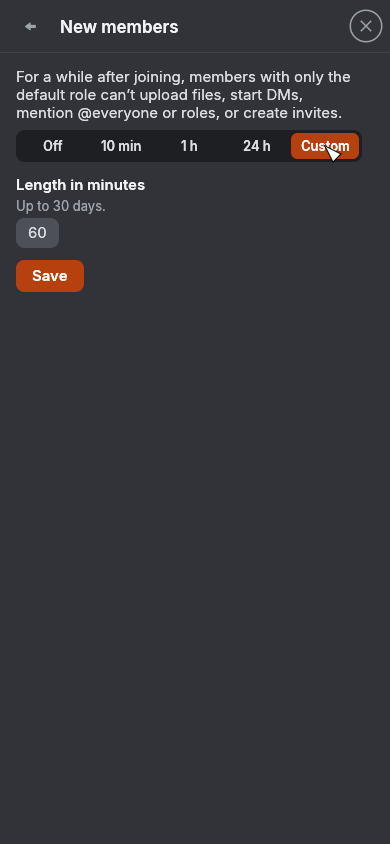 New members
For a while after joining, members with only the
default role can’t upload files, start DMs,
mention @everyone or roles, or create invites.
Off 10 min 1 h 24 h Custom
Length in minutes
Up to 30 days.
60
Save